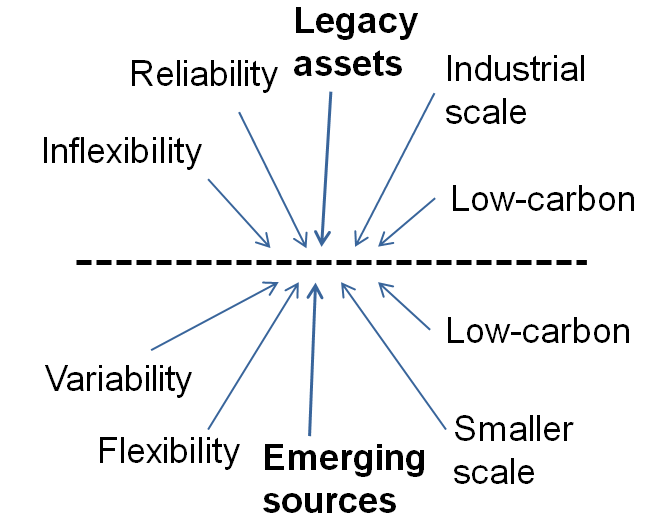 Legacy
assets
Reliability
Industrial
scale
Inflexibility
Low-carbon
Low-carbon
Variability
Smaller
scale
Flexibility
Emerging
sources